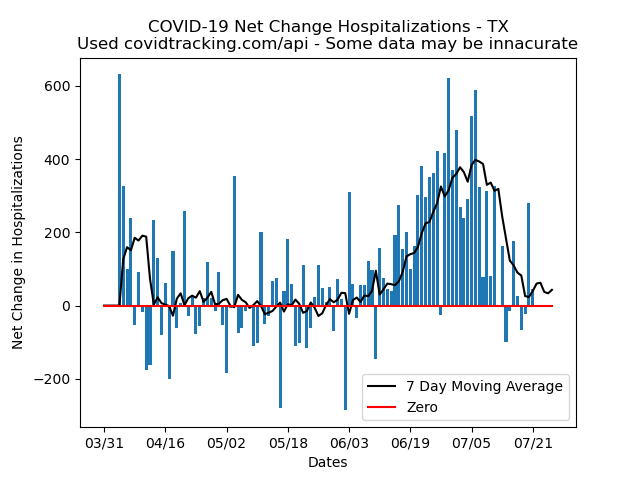 COVID-19 Net Change Hospitalizations - TX
Used covidtracking.com/api - Some data may be innacurate
Net Change in Hospitalizations
600
400
200
0
−200
7 Day Moving Average
Zero
03/31 04/16 05/02 05/18 06/03 06/19 07/05 07/21
Dates